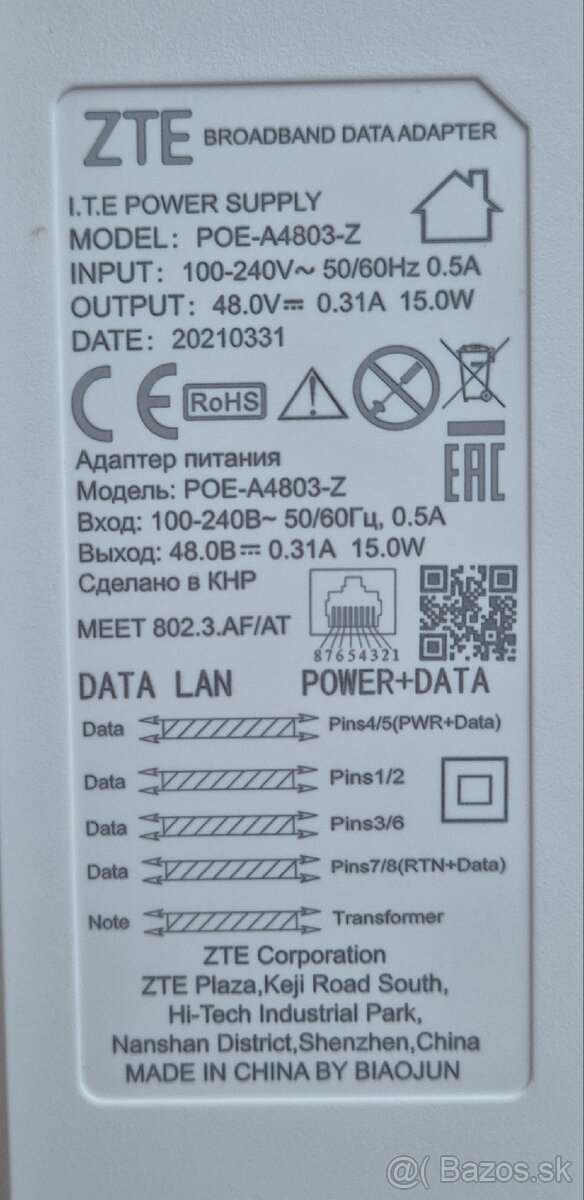 ZTE BROADBAND DATA ADAPTER
I.T.E POWER SUPPLY
MODEL: POE-A4803-Z
INPUT: 100-240V~ 50/60Hz 0.5A
OUTPUT: 48.0V⎓ 0.31A 15.0W
DATE: 20210331
CE RoHS
EAC
Адаптер питания
Модель: POE-A4803-Z
Вход: 100-240В~ 50/60Гц, 0.5A
Выход: 48.0В⎓ 0.31A 15.0W
Сделано в КНР
MEET 802.3.AF/AT
87654321
DATA LAN POWER+DATA
Data Pins4/5(PWR+Data)
Data Pins1/2
Data Pins3/6
Data Pins7/8(RTN+Data)
Note Transformer
ZTE Corporation
ZTE Plaza,Keji Road South,
Hi-Tech Industrial Park,
Nanshan District,Shenzhen,China
MADE IN CHINA BY BIAOJUN
@( Bazos.sk